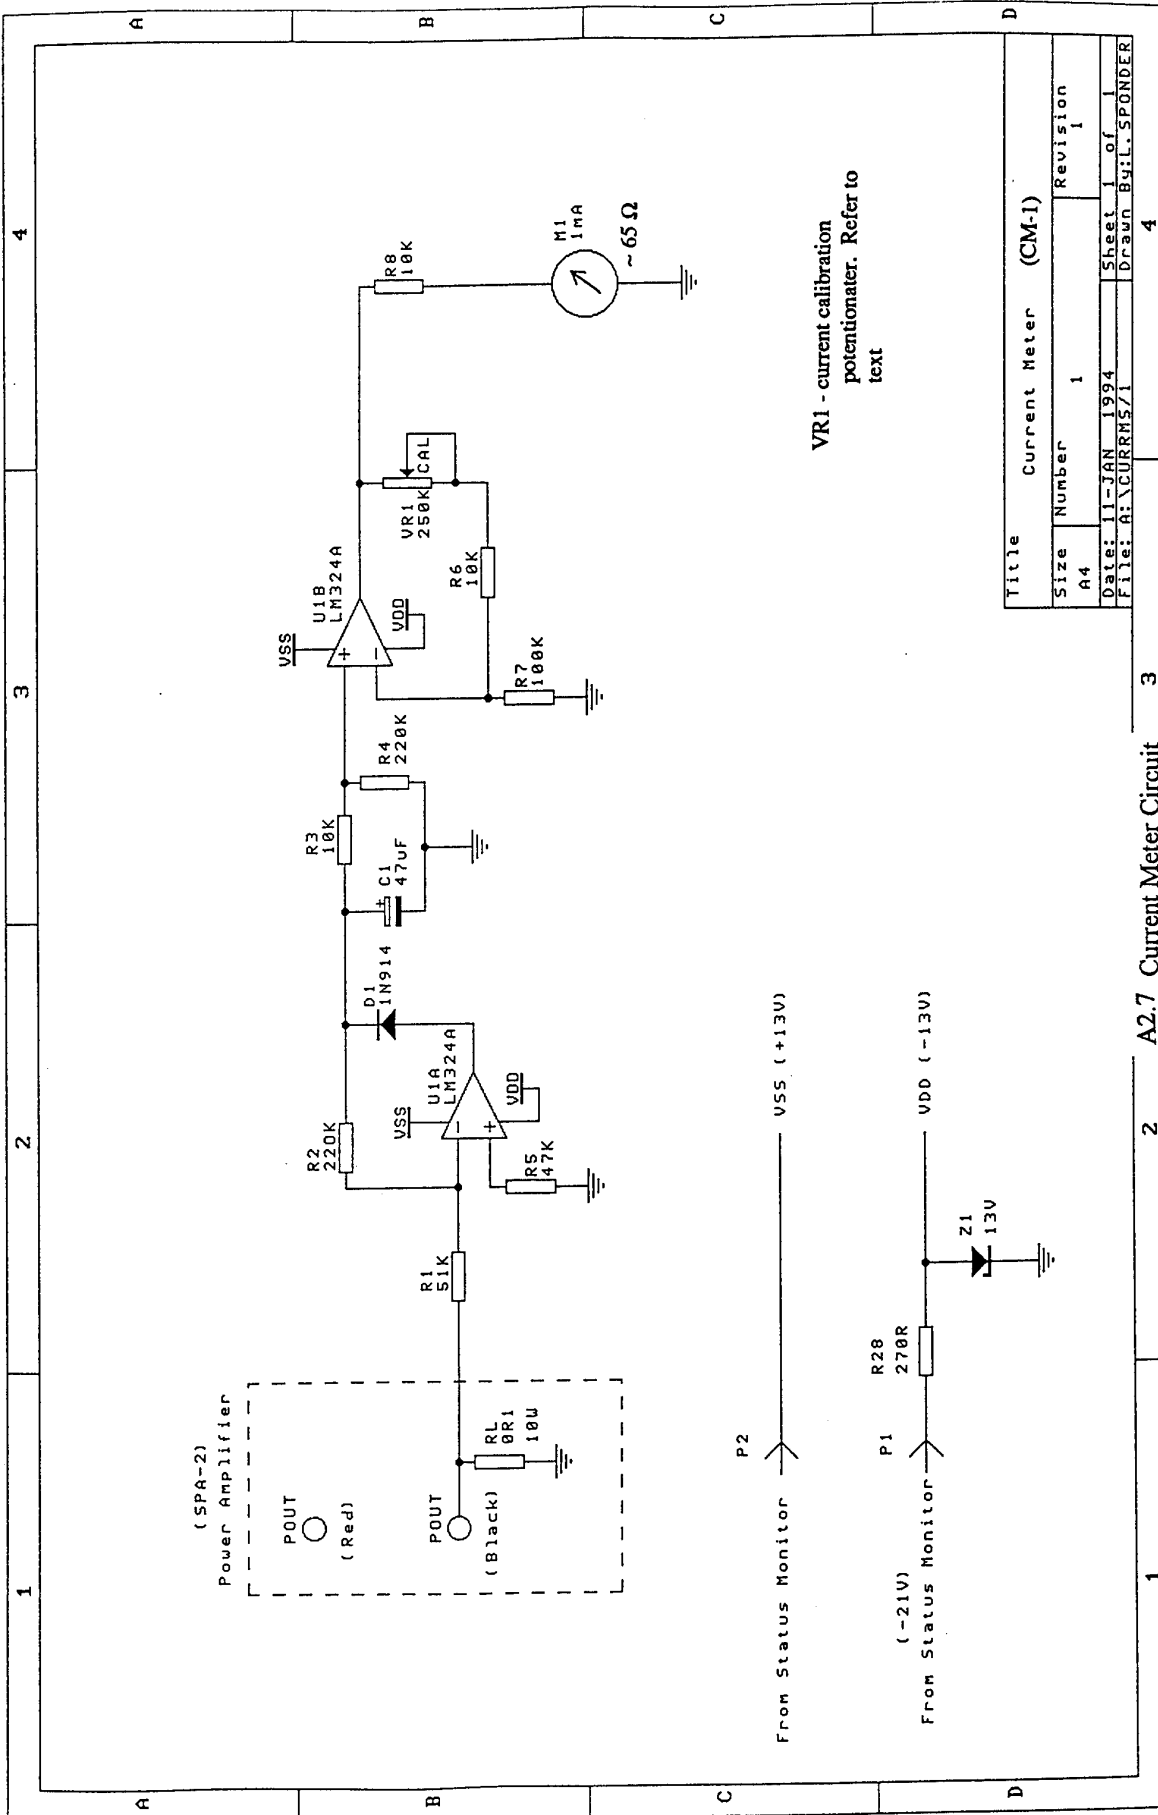 1
2
3
4
A
B
C
D
(SPA-2)
Power Amplifier
POUT
(Red)
POUT
(Black)
RL
0R1
10W
R1
51K
R2
220K
VSS
U1A
LM324A
VDD
R5
47K
D1
1N914
C1
47uF
+
R3
10K
R4
220K
VSS
U1B
LM324A
VDD
R7
100K
R6
10K
VR1
250K
CAL
R8
10K
M1
1mA
~ 65 Ω
VR1 - current calibration
potentionater. Refer to
text
From Status Monitor
P2
VSS (+13V)
(-21V)
From Status Monitor
P1
R28
270R
Z1
13V
VDD (-13V)
Title
Current Meter (CM-1)
Size
A4
Number
1
Revision
1
Date: 11-JAN 1994
Sheet 1 of 1
File: A:\CURRMS/1
Drawn By:L.SPONDER
A
B
C
D
1
2
3
4
A2.7 Current Meter Circuit